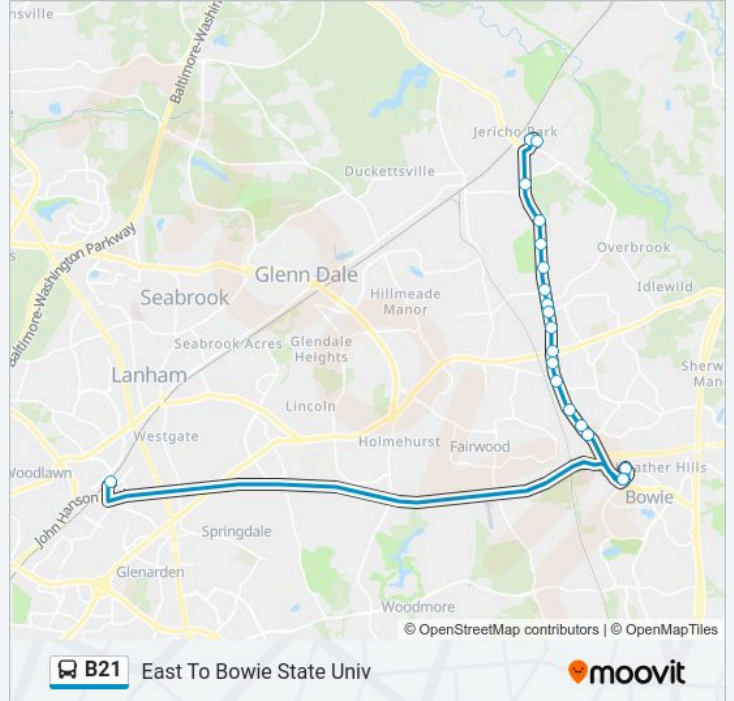 nsville
Baltimore-Washin
Jericho Park
Duckettsville
Baltimore-Washington Parkway
Overbrook
Glenn Dale
Idlewild
Seabrook
Hillmeade
Manor
Seabrook Acres
Glendale
Heights
Lanham
Sherw
Man
Lincoln
Westgate
Holmehurst
Fairwood
Woodlawn
eather Hills
John Hanson
Bowie
Springdale
Glenarden
Woodmore
© OpenStreetMap contributors | © OpenMapTiles
B21 East To Bowie State Univ
moovit